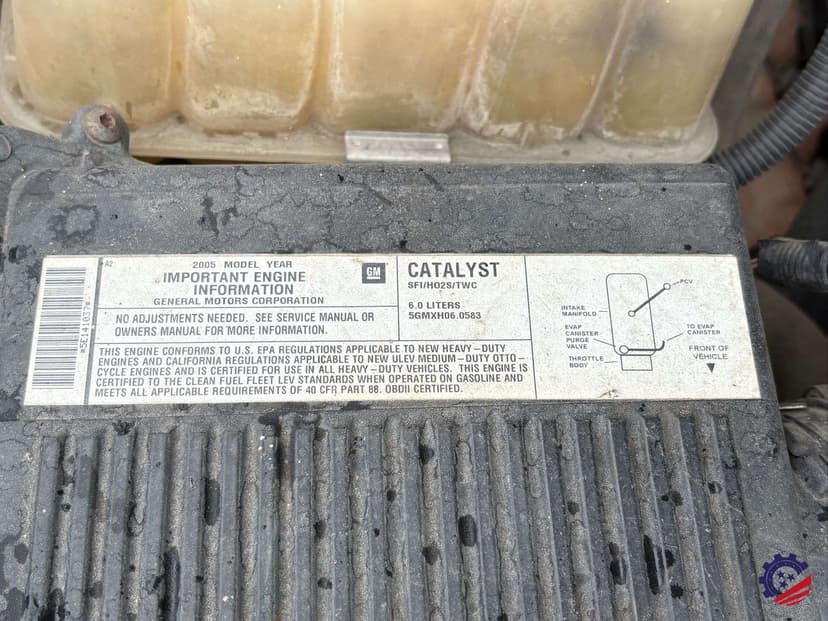 *5E14:037*
A2
2005 MODEL YEAR
IMPORTANT ENGINE
INFORMATION
GENERAL MOTORS CORPORATION
GM
NO ADJUSTMENTS NEEDED. SEE SERVICE MANUAL OR
OWNERS MANUAL FOR MORE INFORMATION.
CATALYST
SFI/HO2S/TWC
6.0 LITERS
5GMXH06.0583
THIS ENGINE CONFORMS TO U.S. EPA REGULATIONS APPLICABLE TO NEW HEAVY-DUTY
ENGINES AND CALIFORNIA REGULATIONS APPLICABLE TO NEW ULEV MEDIUM-DUTY OTTO-
CYCLE ENGINES AND IS CERTIFIED FOR USE IN ALL HEAVY-DUTY VEHICLES. THIS ENGINE IS
CERTIFIED TO THE CLEAN FUEL FLEET LEV STANDARDS WHEN OPERATED ON GASOLINE AND
MEETS ALL APPLICABLE REQUIREMENTS OF 40 CFR PART 88. OBDII CERTIFIED.
PCV
INTAKE
MANIFOLD
EVAP
CANISTER
PURGE
VALVE
THROTTLE
BODY
TO EVAP
CANISTER
FRONT OF
VEHICLE